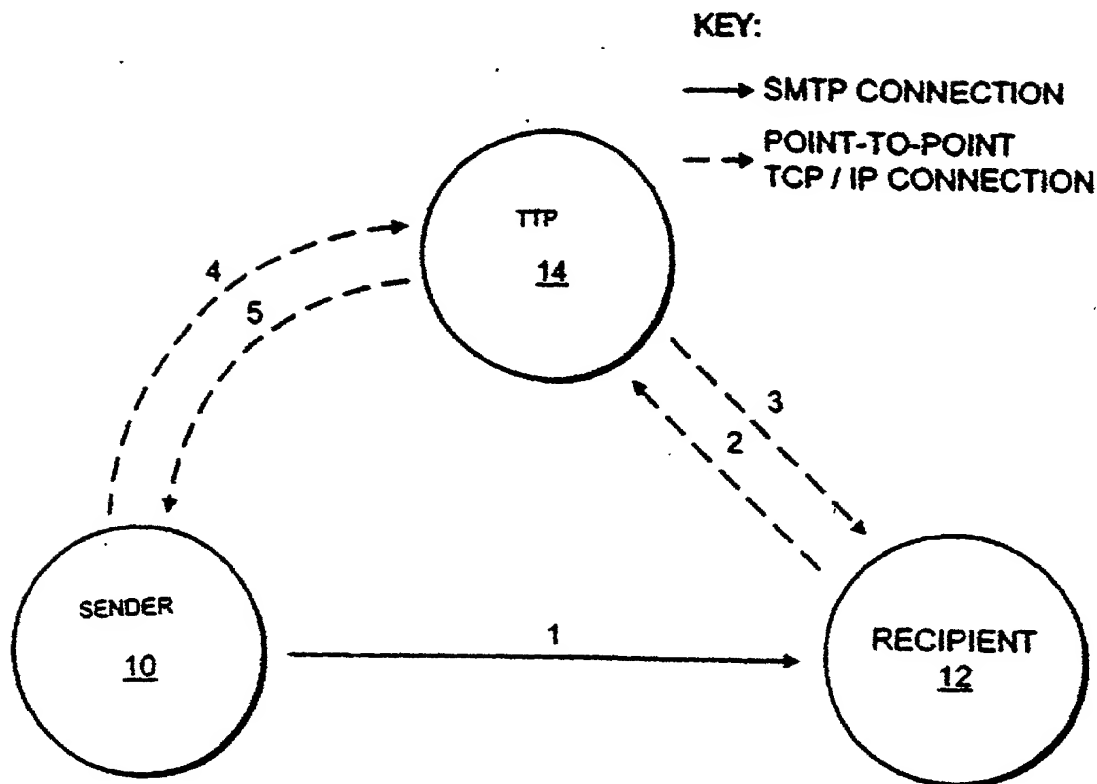 KEY:
SMTP CONNECTION
POINT-TO-POINT
TCP / IP CONNECTION
TTP
14
4
5
3
2
SENDER
10
1
RECIPIENT
12